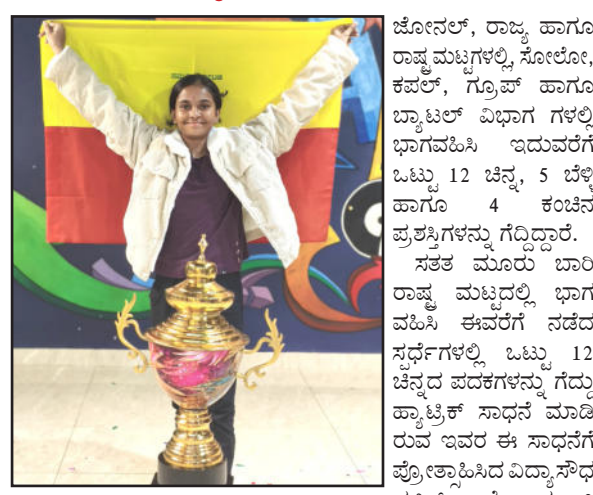 ಜೋನಲ್, ರಾಜ್ಯ ಹಾಗೂ
ರಾಷ್ಟ್ರಮಟ್ಟಗಳಲ್ಲಿ, ಸೋಲೋ,
ಕಪಲ್, ಗ್ರೂಪ್ ಹಾಗೂ
ಬ್ಯಾಟಲ್ ವಿಭಾಗ ಗಳಲ್ಲಿ
ಭಾಗವಹಿಸಿ ಇದುವರೆಗೆ
ಒಟ್ಟು 12 ಚಿನ್ನ, 5 ಬೆಳ್ಳಿ
ಹಾಗೂ 4 ಕಂಚಿನ
ಪ್ರಶಸ್ತಿಗಳನ್ನು ಗೆದ್ದಿದ್ದಾರೆ.
ಸತತ ಮೂರು ಬಾರಿ
ರಾಷ್ಟ್ರ ಮಟ್ಟದಲ್ಲಿ ಭಾಗ
ವಹಿಸಿ ಈವರೆಗೆ ನಡೆದ
ಸ್ಪರ್ಧೆಗಳಲ್ಲಿ ಒಟ್ಟು 12
ಚಿನ್ನದ ಪದಕಗಳನ್ನು ಗೆದ್ದು
ಹ್ಯಾಟ್ರಿಕ್ ಸಾಧನೆ ಮಾಡಿ
ರುವ ಇವರ ಈ ಸಾಧನೆಗೆ
ಪ್ರೋತ್ಸಾಹಿಸಿದ ವಿದ್ಯಾಸೌಧ